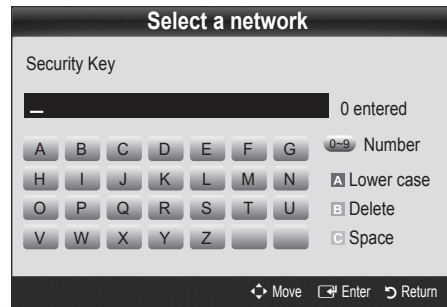 Select a network
Security Key
_
0 entered
A B C D E F G 0~9 Number
H I J K L M N A Lower case
O P Q R S T U B Delete
V W X Y Z C Space
Move Enter Return